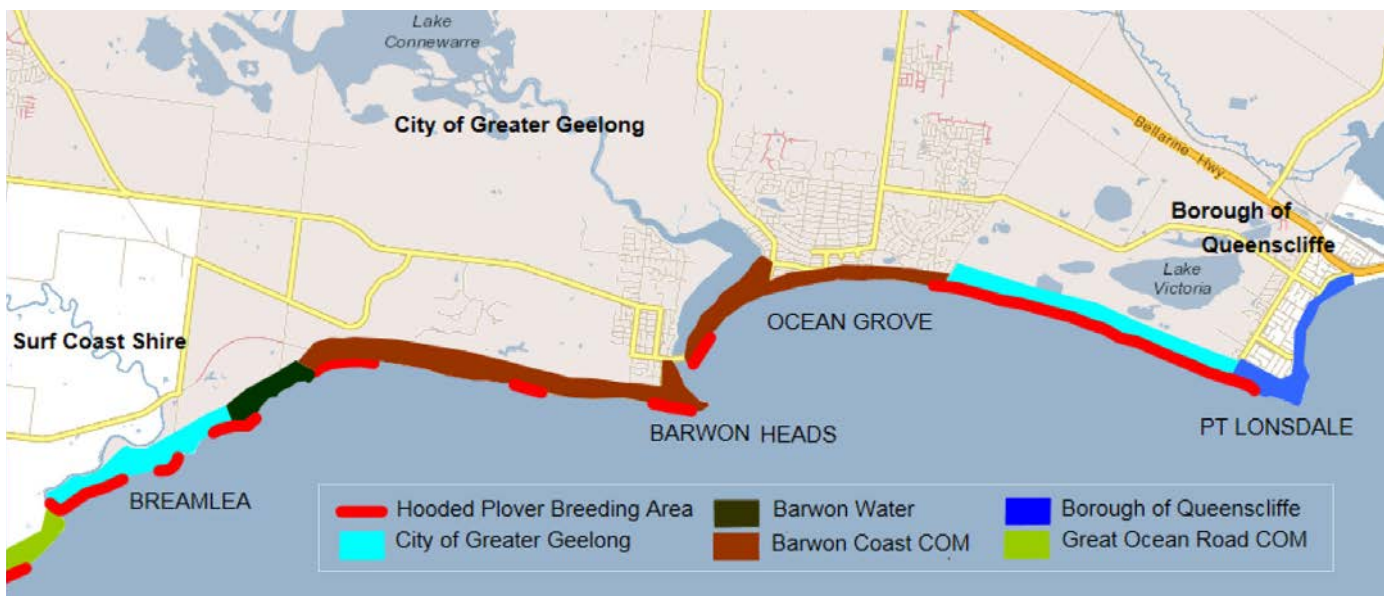 Lake
Connewarre
City of Greater Geelong
Bellarine Hwy
Borough of
Queenscliffe
Lake
Victoria
Surf Coast Shire
OCEAN GROVE
BARWON HEADS
PT LONSDALE
BREAMLEA
Hooded Plover Breeding Area
Barwon Water
Borough of Queenscliffe
City of Greater Geelong
Barwon Coast COM
Great Ocean Road COM